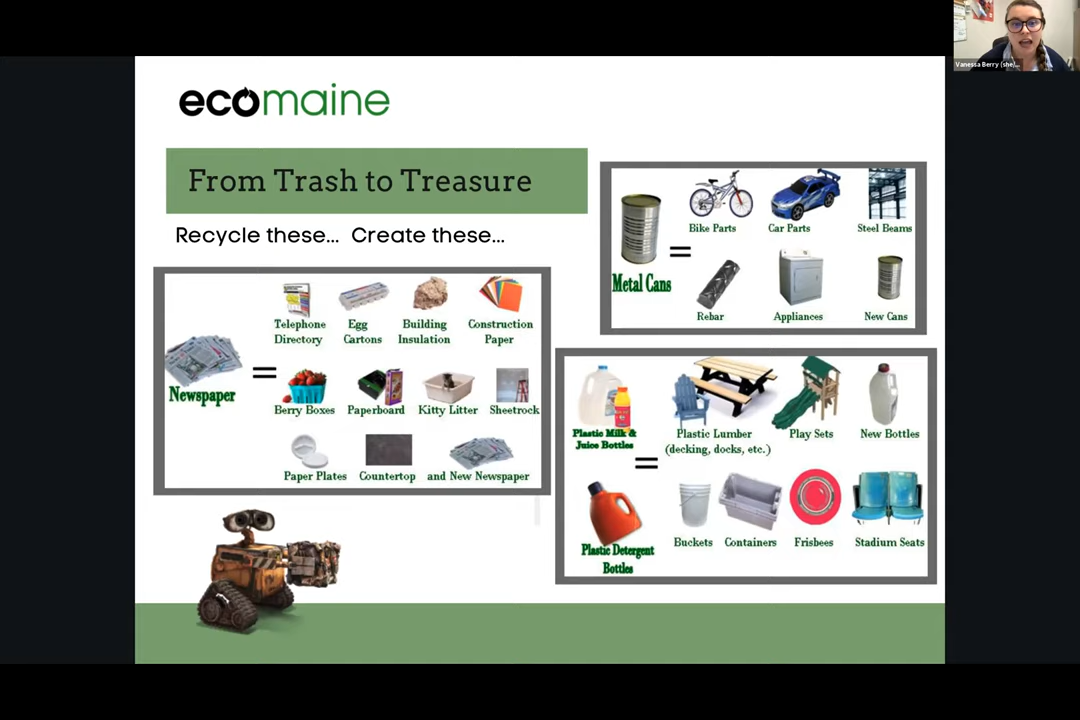 Vanessa Berry (she/...
ecomaine
From Trash to Treasure
Recycle these... Create these...
Newspaper
=
Telephone
Directory
Egg
Cartons
Building
Insulation
Construction
Paper
Berry Boxes
Paperboard
Kitty Litter
Sheetrock
Paper Plates
Countertop
and New Newspaper
Metal Cans
=
Bike Parts
Car Parts
Steel Beams
Rebar
Appliances
New Cans
Plastic Milk &
Juice Bottles
=
Plastic Detergent
Bottles
Plastic Lumber
(decking, docks, etc.)
Play Sets
New Bottles
Buckets
Containers
Frisbees
Stadium Seats